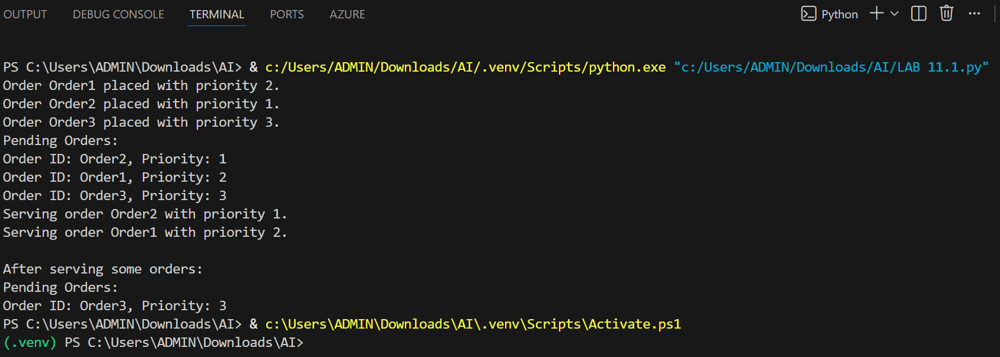 OUTPUT DEBUG CONSOLE TERMINAL PORTS AZURE Python
PS C:\Users\ADMIN\Downloads\AI> & c:/Users/ADMIN/Downloads/AI/.venv/Scripts/python.exe "c:/Users/ADMIN/Downloads/AI/LAB 11.1.py"
Order Order1 placed with priority 2.
Order Order2 placed with priority 1.
Order Order3 placed with priority 3.
Pending Orders:
Order ID: Order2, Priority: 1
Order ID: Order1, Priority: 2
Order ID: Order3, Priority: 3
Serving order Order2 with priority 1.
Serving order Order1 with priority 2.
After serving some orders:
Pending Orders:
Order ID: Order3, Priority: 3
PS C:\Users\ADMIN\Downloads\AI> & c:\Users\ADMIN\Downloads\AI\.venv\Scripts\Activate.ps1
(.venv) PS C:\Users\ADMIN\Downloads\AI>